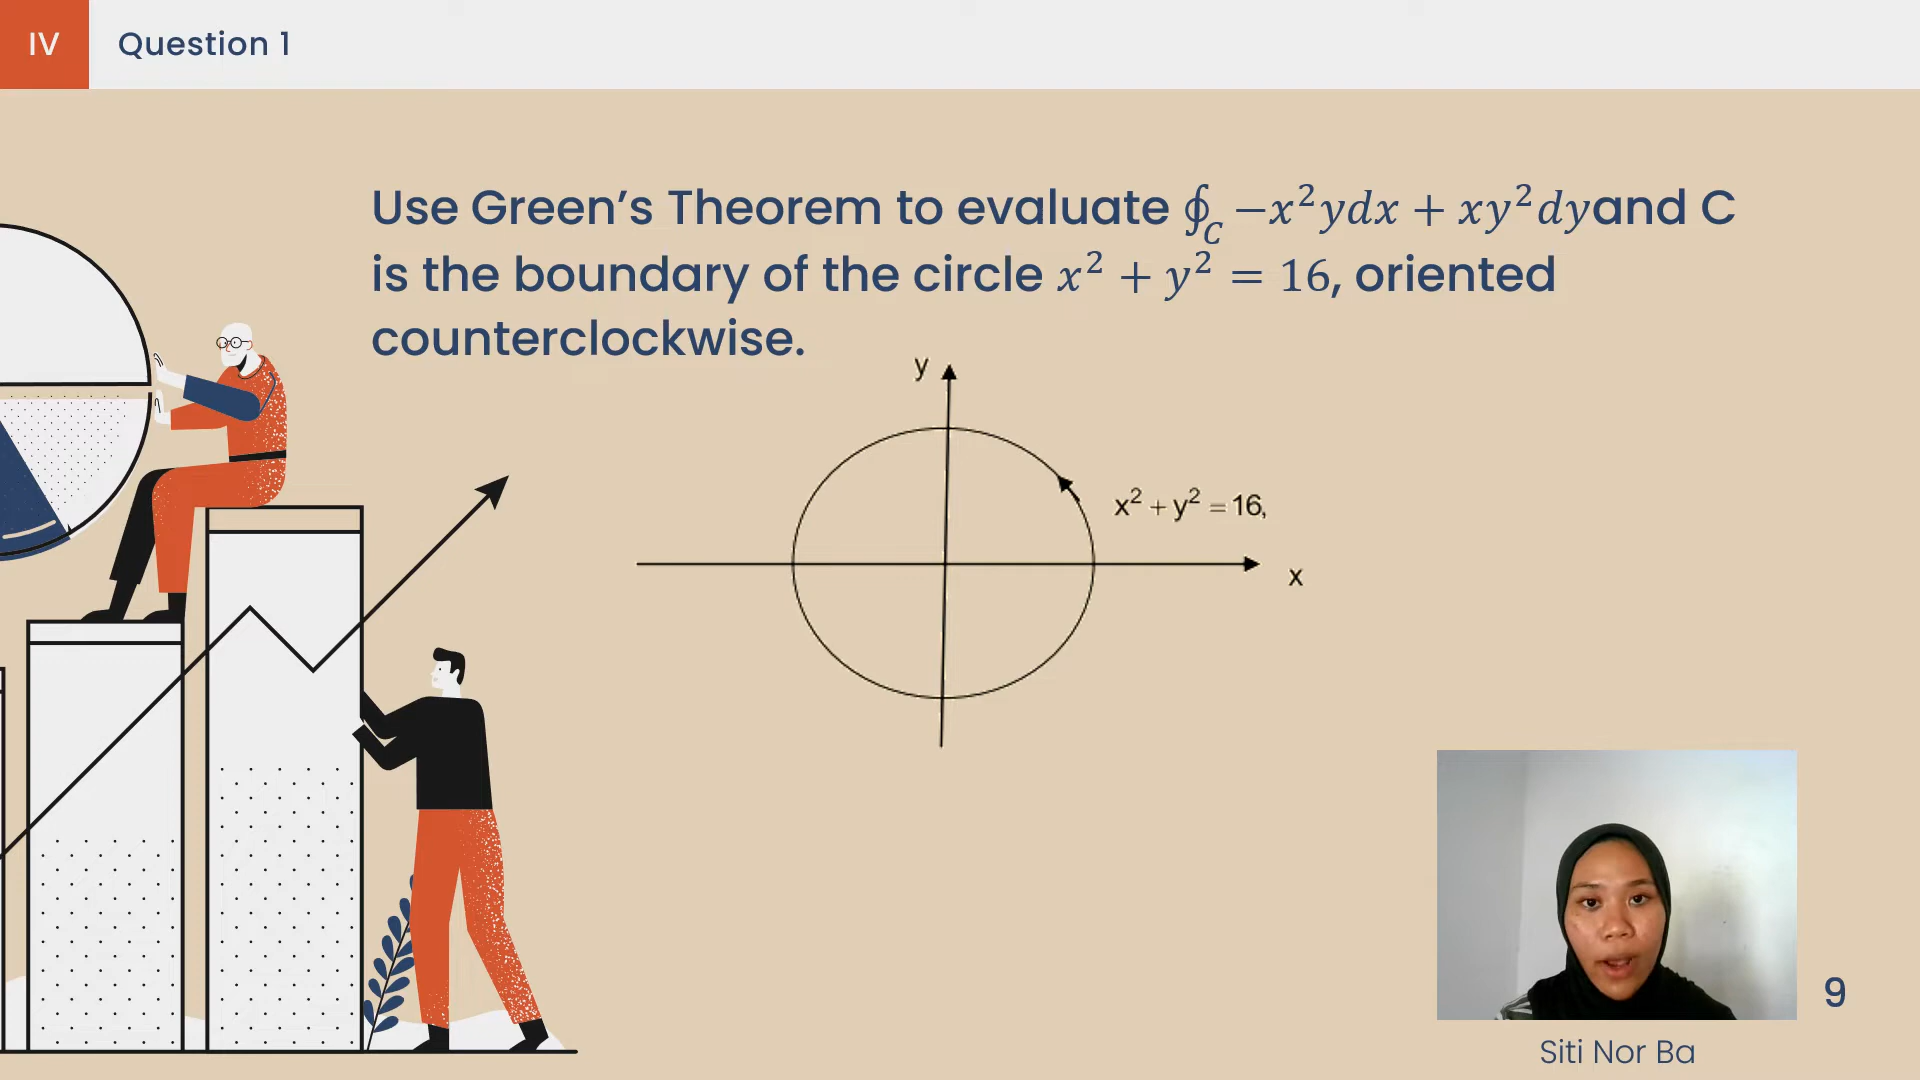 IV
Question 1
Use Green’s Theorem to evaluate ∮_C −x²ydx + xy²dyand C
is the boundary of the circle x² + y² = 16, oriented
counterclockwise.
y
x² + y² = 16,
x
9
Siti Nor Ba